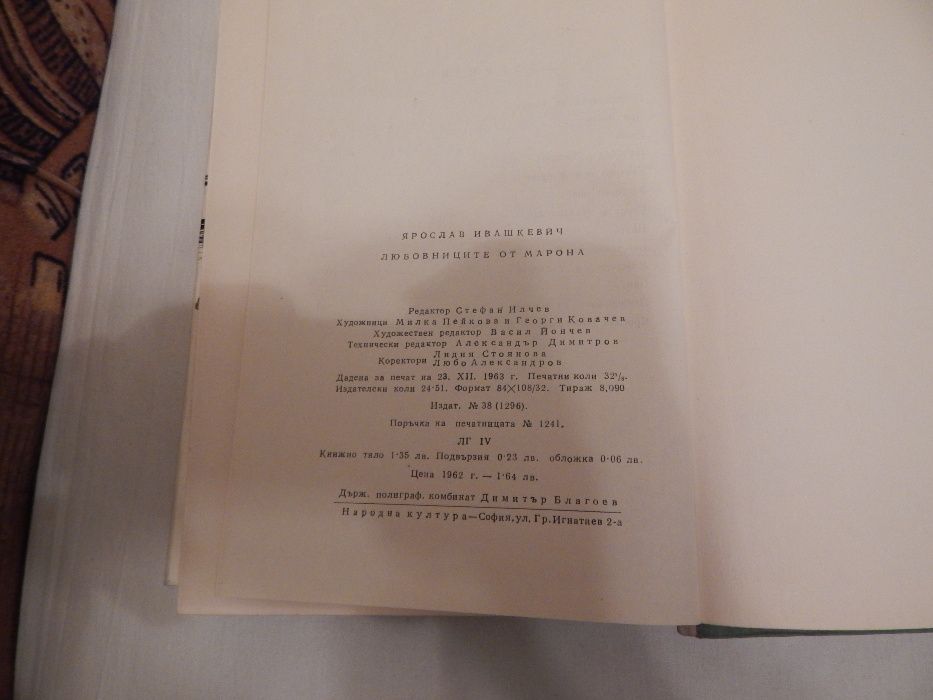 ЯРОСЛАВ ИВАШКЕВИЧ
ЛЮБОВНИЦИТЕ ОТ МАРОНА
Редактор Стефан Илчев
Художници Милка Пейкова и Георги Ковачев
Художествен редактор Васил Йончев
Технически редактор Александър Димитров
Коректори Лидия Стоянова
Любо Александров
Дадена за печат на 23. XII. 1963 г. Печатни коли
Издателски коли 24·51. Формат 84×108/32. Тираж 8,090
Издат. № 38 (1296).
Поръчка на печатницата № 1241.
ЛГ IV
Книжно тяло 1·35 лв. Подвързия 0·23 лв. обложка 0·06 лв.
Цена 1962 г. — 1·64 лв.
Държ. полиграф. комбинат Димитър Благоев
Народна култура—София, ул. Гр. Игнатиев 2-а